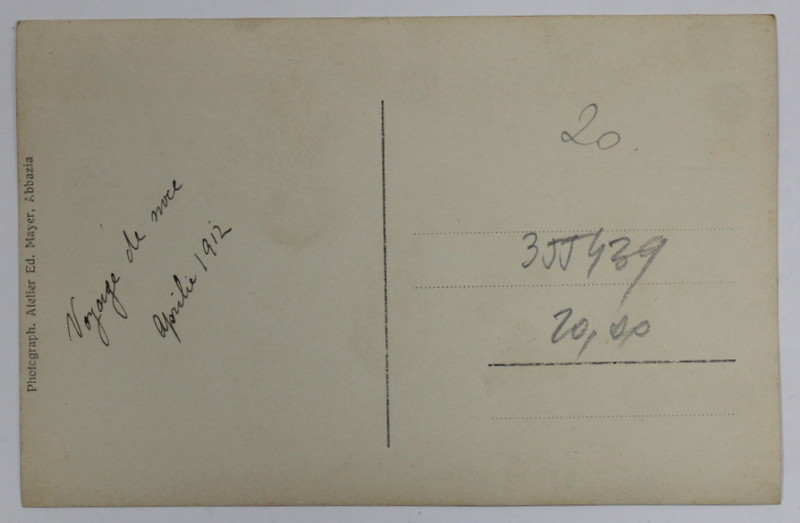 Photograph. Atelier Ed. Mayer, Abbazia
Voyage de noce
Aprilie 1912
20.
355439
20,00